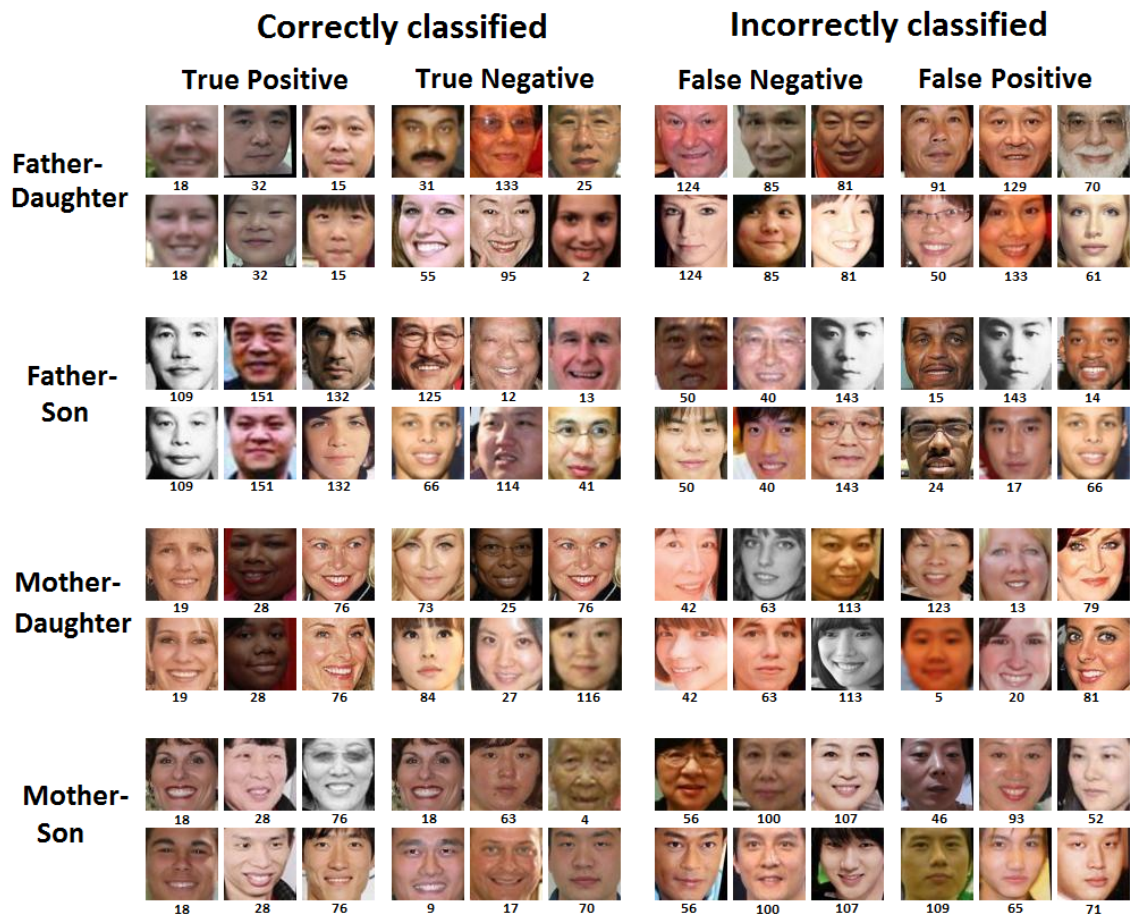 Correctly classified Incorrectly classified
True Positive True Negative False Negative False Positive
Father-
Daughter
18 32 15 31 133 25 124 85 81 91 129 70
18 32 15 55 95 2 124 85 81 50 133 61
Father-
Son
109 151 132 125 12 13 50 40 143 15 143 14
109 151 132 66 114 41 50 40 143 24 17 66
Mother-
Daughter
19 28 76 73 25 76 42 63 113 123 13 79
19 28 76 84 27 116 42 63 113 5 20 81
Mother-
Son
18 28 76 18 63 4 56 100 107 46 93 52
18 28 76 9 17 70 56 100 107 109 65 71